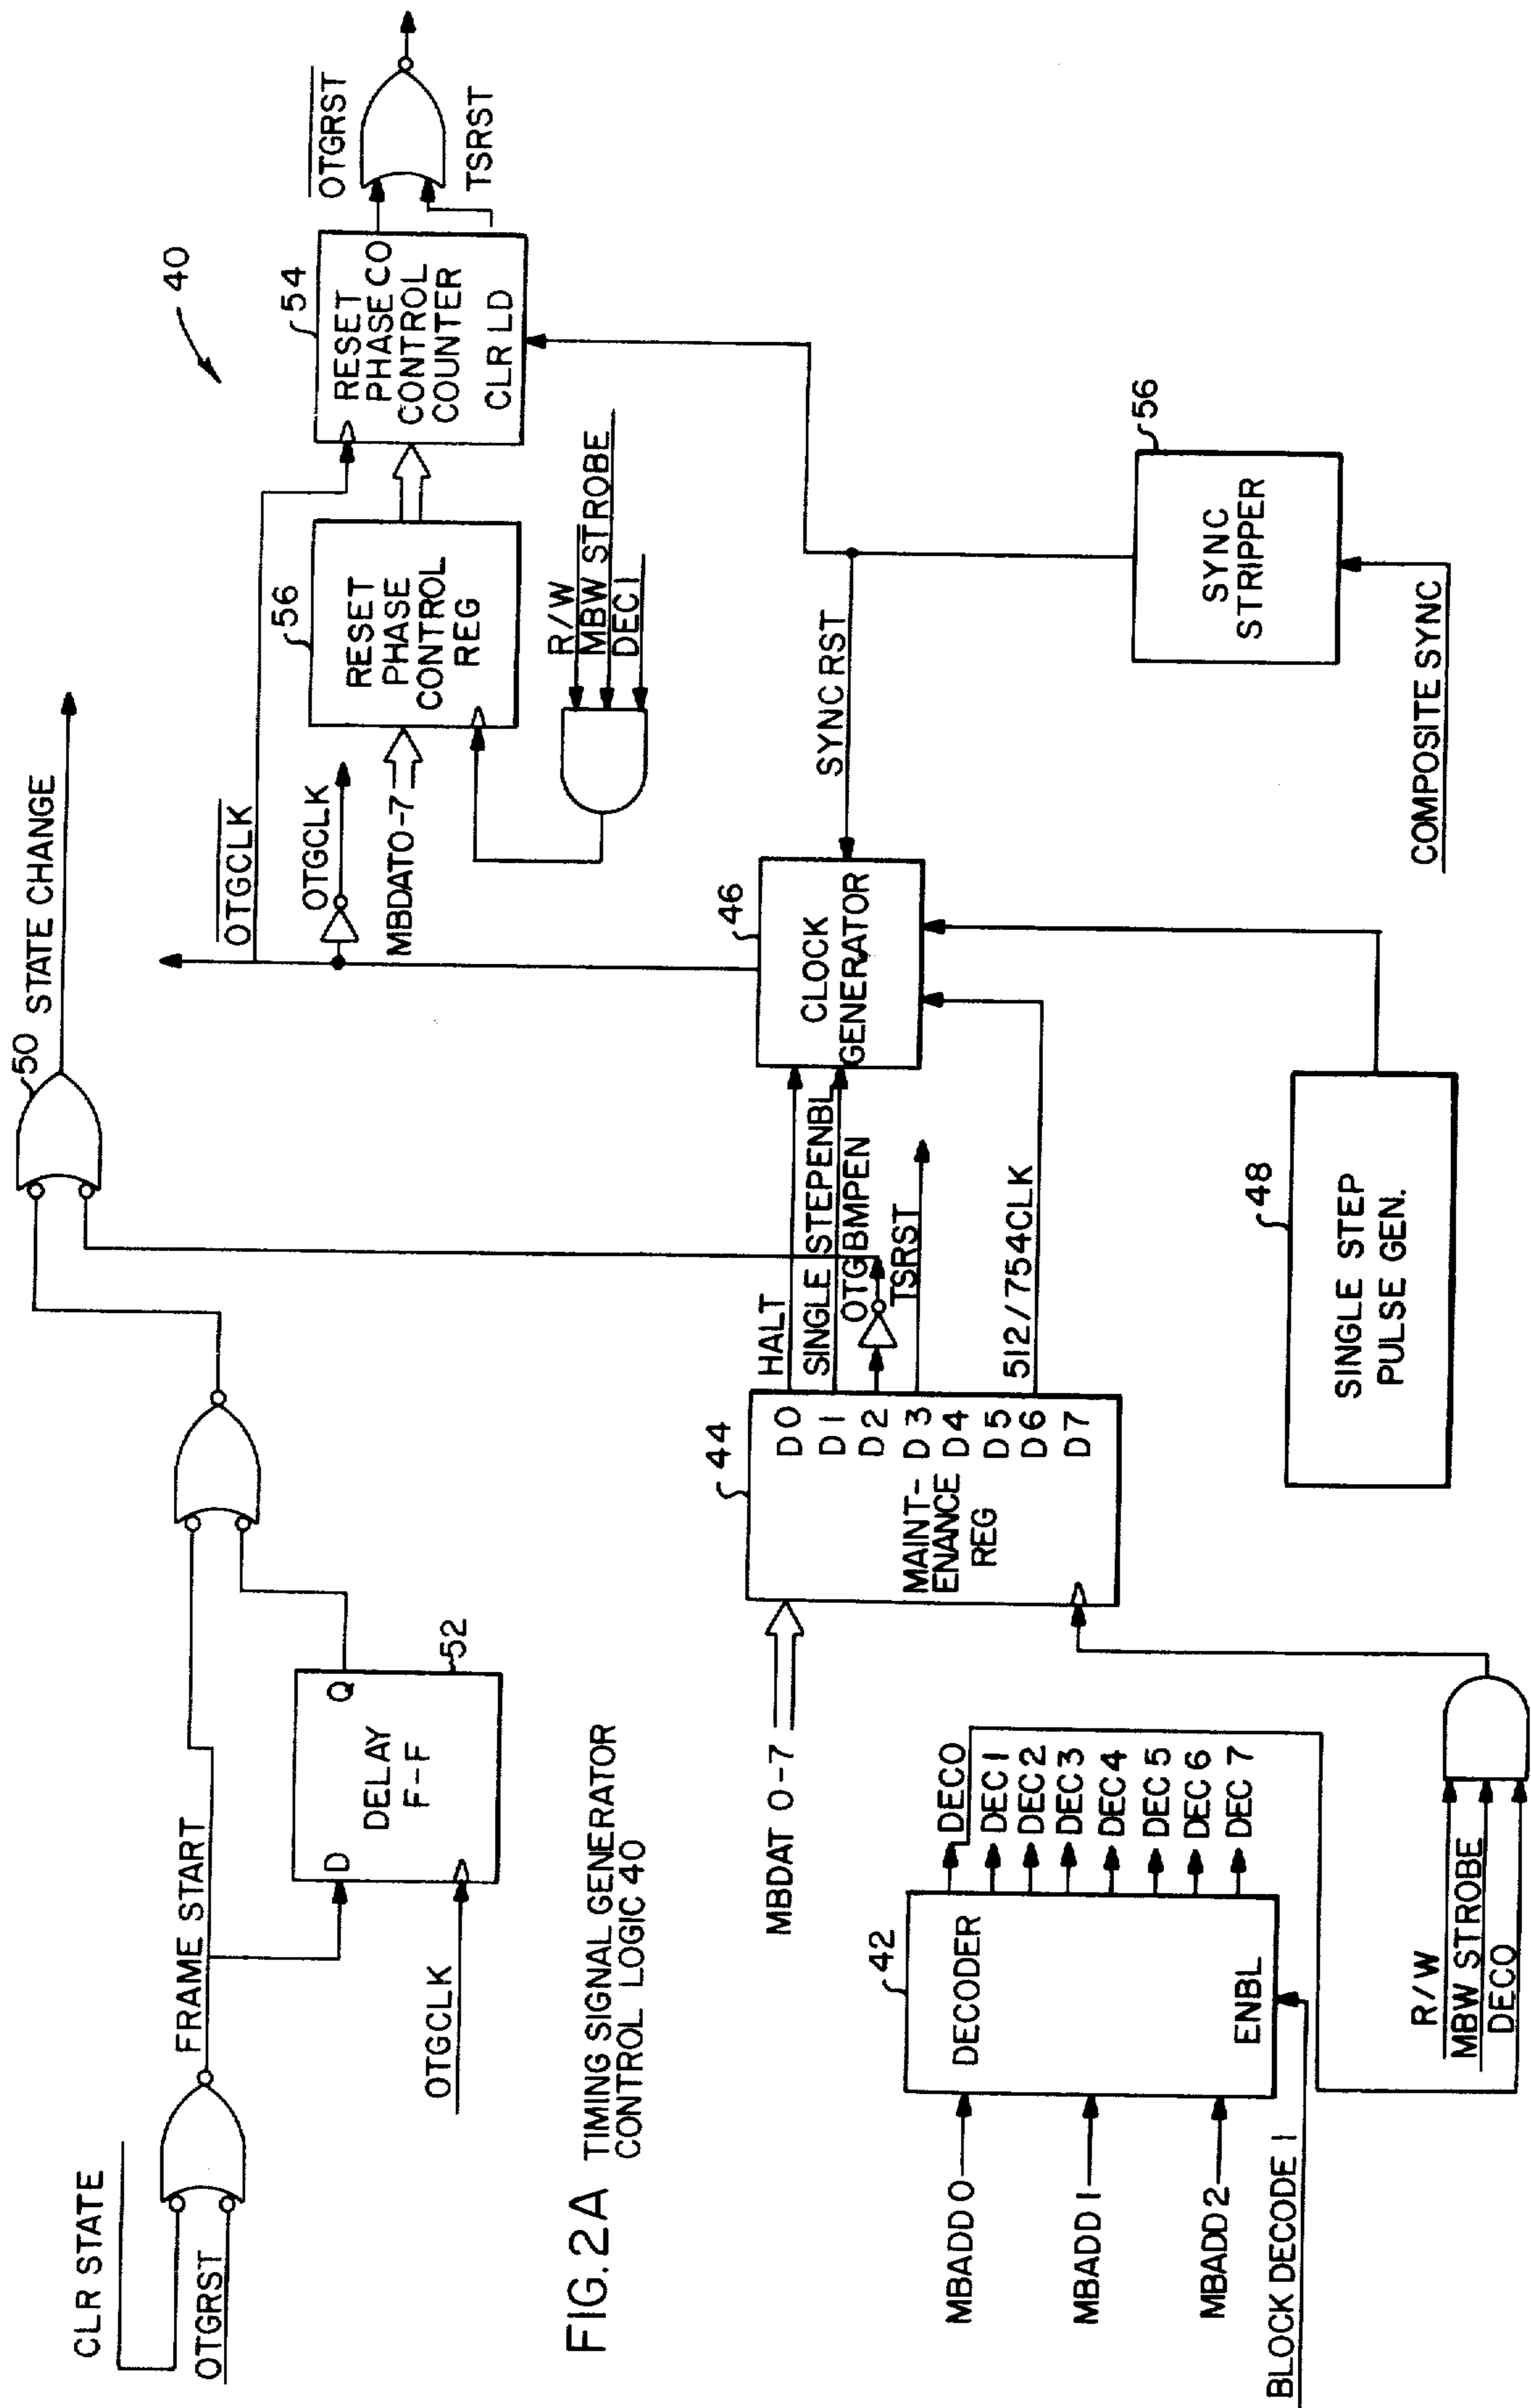 CLR STATE
OTGRST
FRAME START
D
Q
DELAY
F-F
52
OTGCLK
50
STATE CHANGE
FIG. 2A TIMING SIGNAL GENERATOR
CONTROL LOGIC 40
OTGCLK
OTGCLK
MBDAT0-7
56
RESET
PHASE
CONTROL
REG
R/W
MBW STROBE
DEC1
54
RESET
PHASE CO
CONTROL
COUNTER
CLR LD
OTGRST
TSRST
40
MBDAT 0-7
44
MAINT-
ENANCE
REG
D0
D1
D2
D3
D4
D5
D6
D7
HALT
SINGLE STEPENBL
OTGBMPEN
TSRST
512/754CLK
46
CLOCK
GENERATOR
SYNC RST
42
DECODER
ENBL
MBADD0
MBADD1
MBADD2
BLOCK DECODE 1
DEC0
DEC1
DEC2
DEC3
DEC4
DEC5
DEC6
DEC7
R/W
MBW STROBE
DEC0
48
SINGLE STEP
PULSE GEN.
56
SYNC
STRIPPER
COMPOSITE SYNC